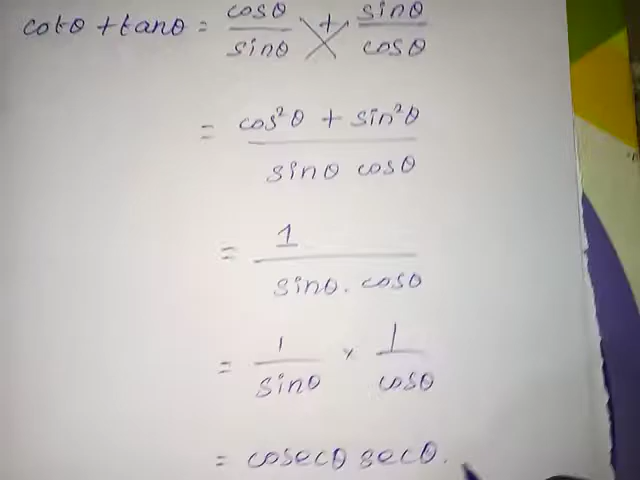 cotθ + tanθ = cosθ/sinθ + sinθ/cosθ
= cos²θ + sin²θ / sinθ cosθ
= 1 / sinθ . cosθ
= 1/sinθ × 1/cosθ
= cosecθ secθ.